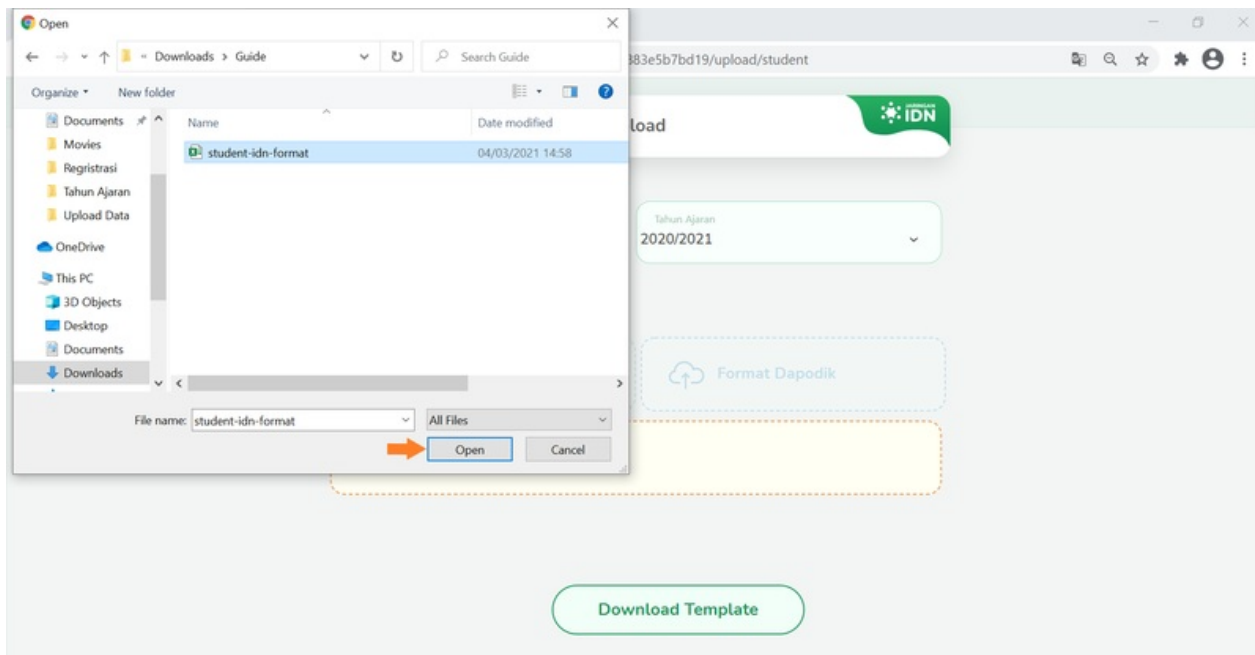 Open
Downloads > Guide
Search Guide
383e5b7bd19/upload/student
Organize
New folder
Documents
Movies
Regristrasi
Tahun Ajaran
Upload Data
OneDrive
This PC
3D Objects
Desktop
Documents
Downloads
Name
Date modified
student-idn-format
04/03/2021 14:58
File name:
student-idn-format
All Files
Open
Cancel
load
JARINGAN
IDN
Tahun Ajaran
2020/2021
Format Dapodik
Download Template